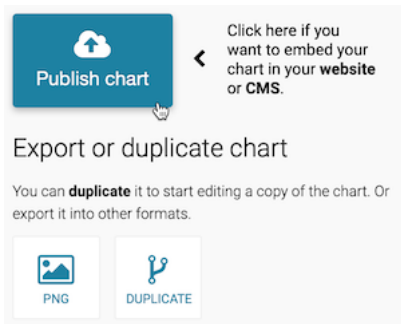 Publish chart
Click here if you
want to embed your
chart in your website
or CMS.
Export or duplicate chart
You can duplicate it to start editing a copy of the chart. Or
export it into other formats.
PNG
DUPLICATE